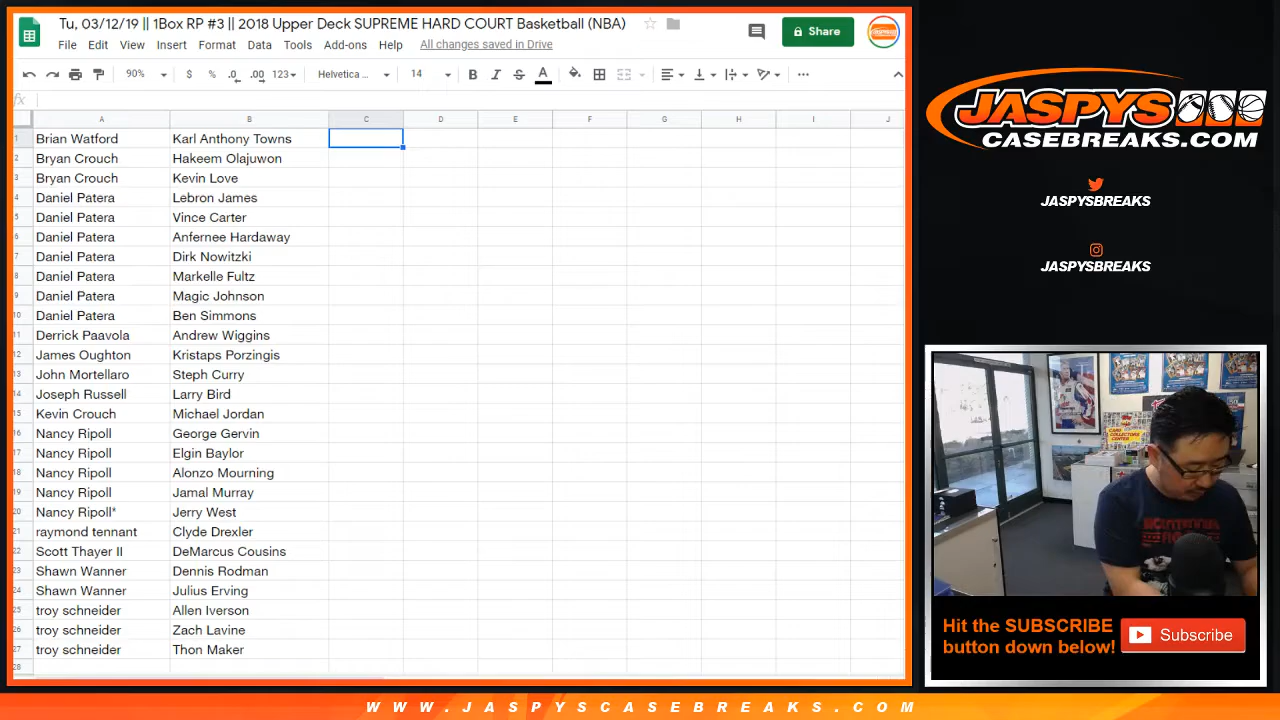 Tu, 03/12/19 || 1Box RP #3 || 2018 Upper Deck SUPREME HARD COURT Basketball (NBA)
File Edit View Insert Format Data Tools Add-ons Help All changes saved in Drive
Share
90% $ % .0 .00 123 Helvetica ... 14 B I S A
fx
A B C D E F G H I J
1 Brian Watford Karl Anthony Towns
2 Bryan Crouch Hakeem Olajuwon
3 Bryan Crouch Kevin Love
4 Daniel Patera Lebron James
5 Daniel Patera Vince Carter
6 Daniel Patera Anfernee Hardaway
7 Daniel Patera Dirk Nowitzki
8 Daniel Patera Markelle Fultz
9 Daniel Patera Magic Johnson
10 Daniel Patera Ben Simmons
11 Derrick Paavola Andrew Wiggins
12 James Oughton Kristaps Porzingis
13 John Mortellaro Steph Curry
14 Joseph Russell Larry Bird
15 Kevin Crouch Michael Jordan
16 Nancy Ripoll George Gervin
17 Nancy Ripoll Elgin Baylor
18 Nancy Ripoll Alonzo Mourning
19 Nancy Ripoll Jamal Murray
20 Nancy Ripoll* Jerry West
21 raymond tennant Clyde Drexler
22 Scott Thayer II DeMarcus Cousins
23 Shawn Wanner Dennis Rodman
24 Shawn Wanner Julius Erving
25 troy schneider Allen Iverson
26 troy schneider Zach Lavine
27 troy schneider Thon Maker
28
JASPYS
CASEBREAKS.COM
JASPYSBREAKS
JASPYSBREAKS
Hit the SUBSCRIBE
button down below!
Subscribe
WWW.JASPYSCASEBREAKS.COM